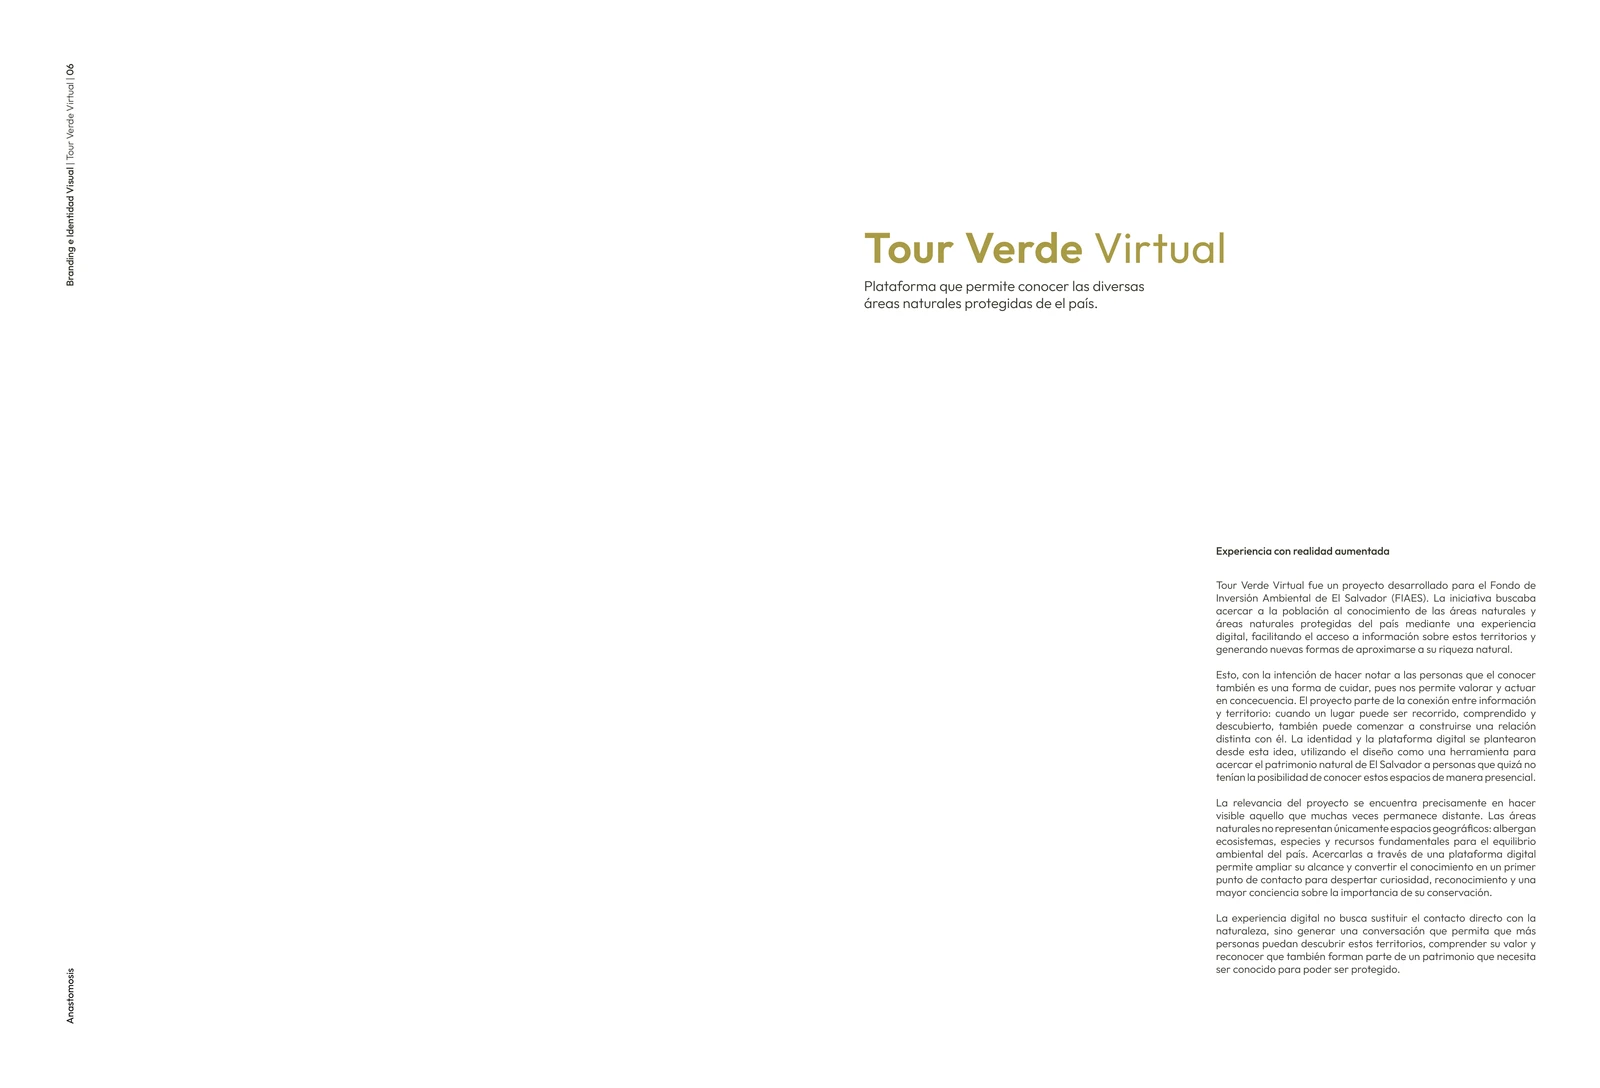 Branding e Identidad Visual | Tour Verde Virtual | 06
Tour Verde Virtual
Plataforma que permite conocer las diversas
áreas naturales protegidas de el país.
Experiencia con realidad aumentada
Tour Verde Virtual fue un proyecto desarrollado para el Fondo de
Inversión Ambiental de El Salvador (FIAES). La iniciativa buscaba
acercar a la población al conocimiento de las áreas naturales y
áreas naturales protegidas del país mediante una experiencia
digital, facilitando el acceso a información sobre estos territorios y
generando nuevas formas de aproximarse a su riqueza natural.
Esto, con la intención de hacer notar a las personas que el conocer
también es una forma de cuidar, pues nos permite valorar y actuar
en concecuencia. El proyecto parte de la conexión entre información
y territorio: cuando un lugar puede ser recorrido, comprendido y
descubierto, también puede comenzar a construirse una relación
distinta con él. La identidad y la plataforma digital se plantearon
desde esta idea, utilizando el diseño como una herramienta para
acercar el patrimonio natural de El Salvador a personas que quizá no
tenían la posibilidad de conocer estos espacios de manera presencial.
La relevancia del proyecto se encuentra precisamente en hacer
visible aquello que muchas veces permanece distante. Las áreas
naturales no representan únicamente espacios geográficos: albergan
ecosistemas, especies y recursos fundamentales para el equilibrio
ambiental del país. Acercarlas a través de una plataforma digital
permite ampliar su alcance y convertir el conocimiento en un primer
punto de contacto para despertar curiosidad, reconocimiento y una
mayor conciencia sobre la importancia de su conservación.
La experiencia digital no busca sustituir el contacto directo con la
naturaleza, sino generar una conversación que permita que más
personas puedan descubrir estos territorios, comprender su valor y
reconocer que también forman parte de un patrimonio que necesita
ser conocido para poder ser protegido.
Anastomosis